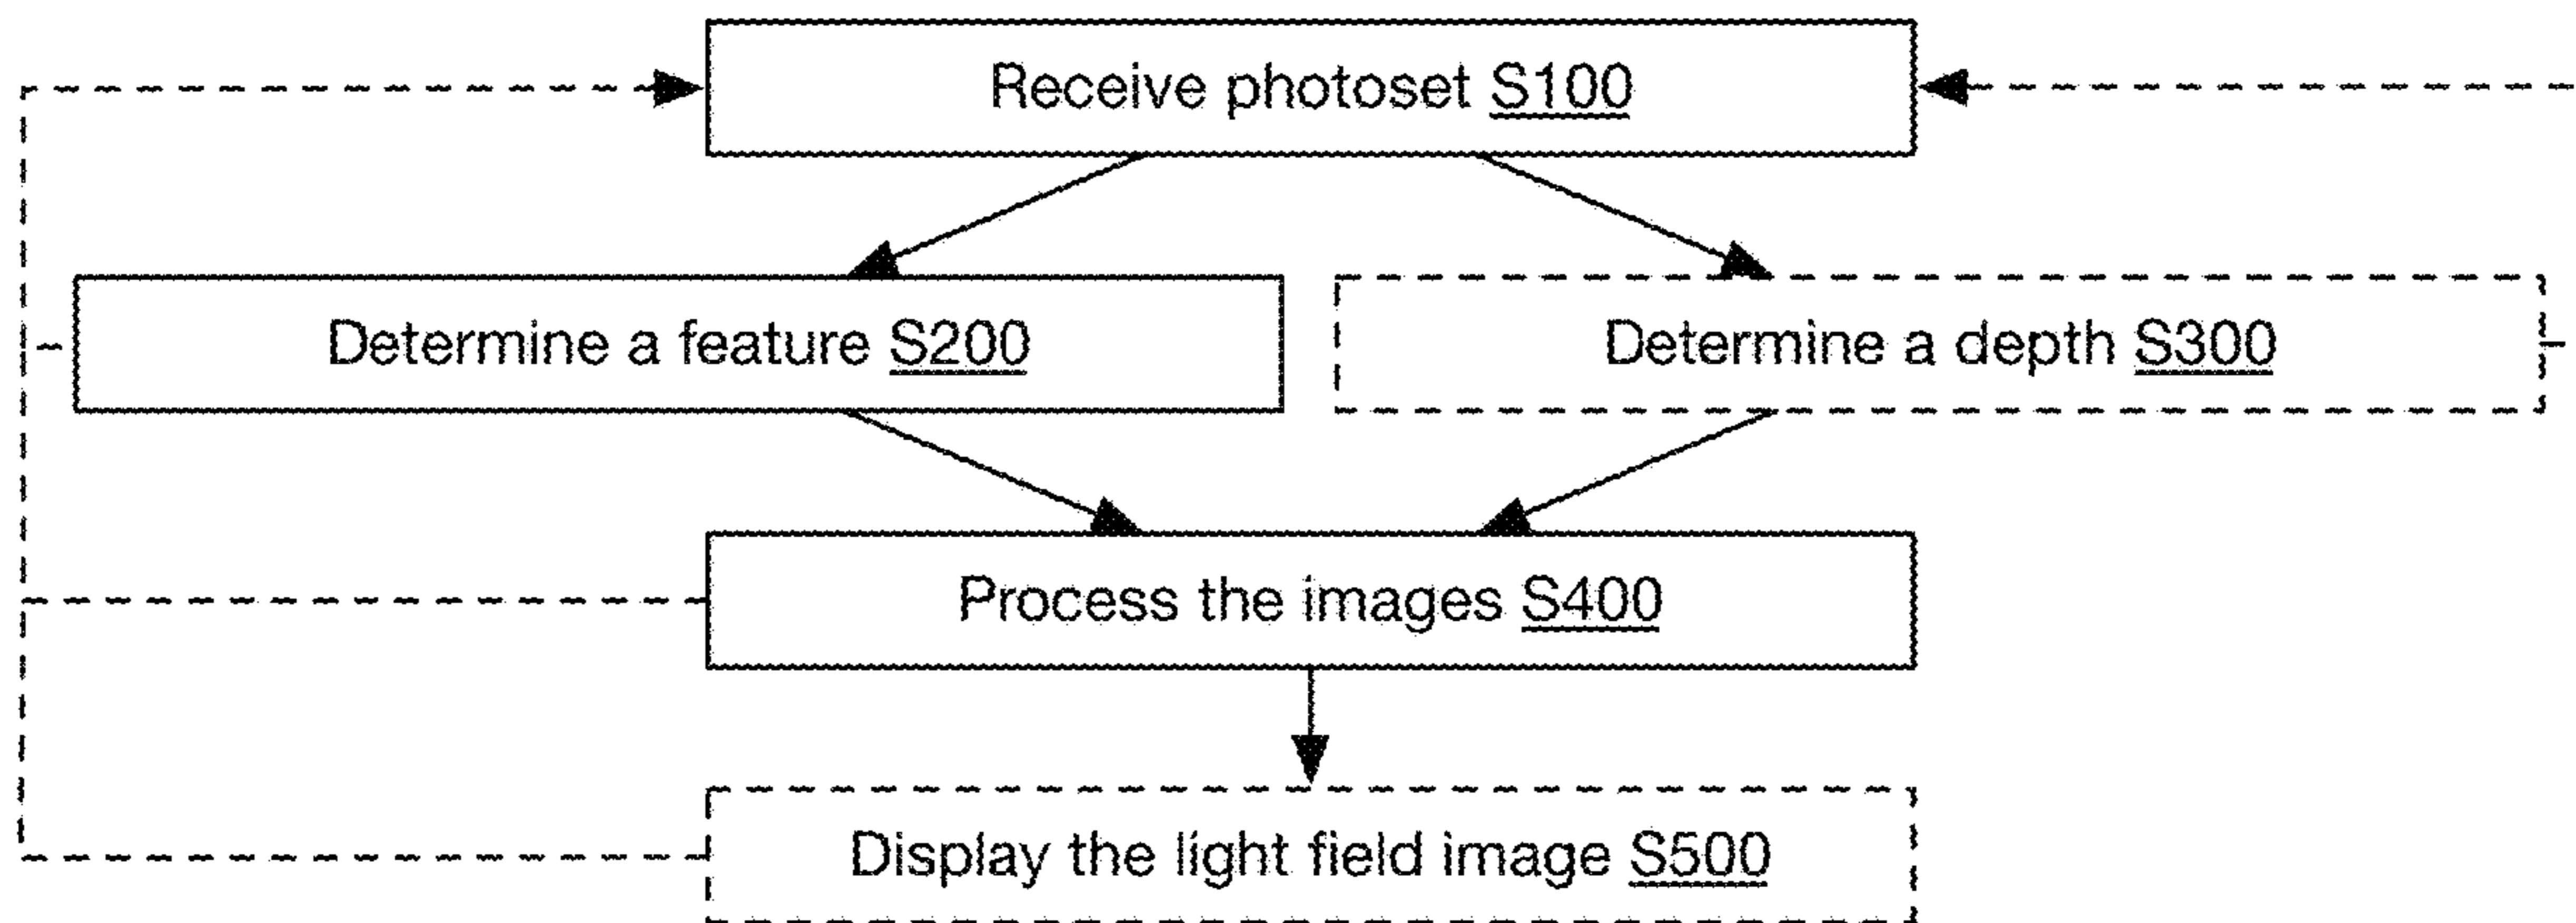 Receive photoset S100
Determine a feature S200
Determine a depth S300
Process the images S400
Display the light field image S500